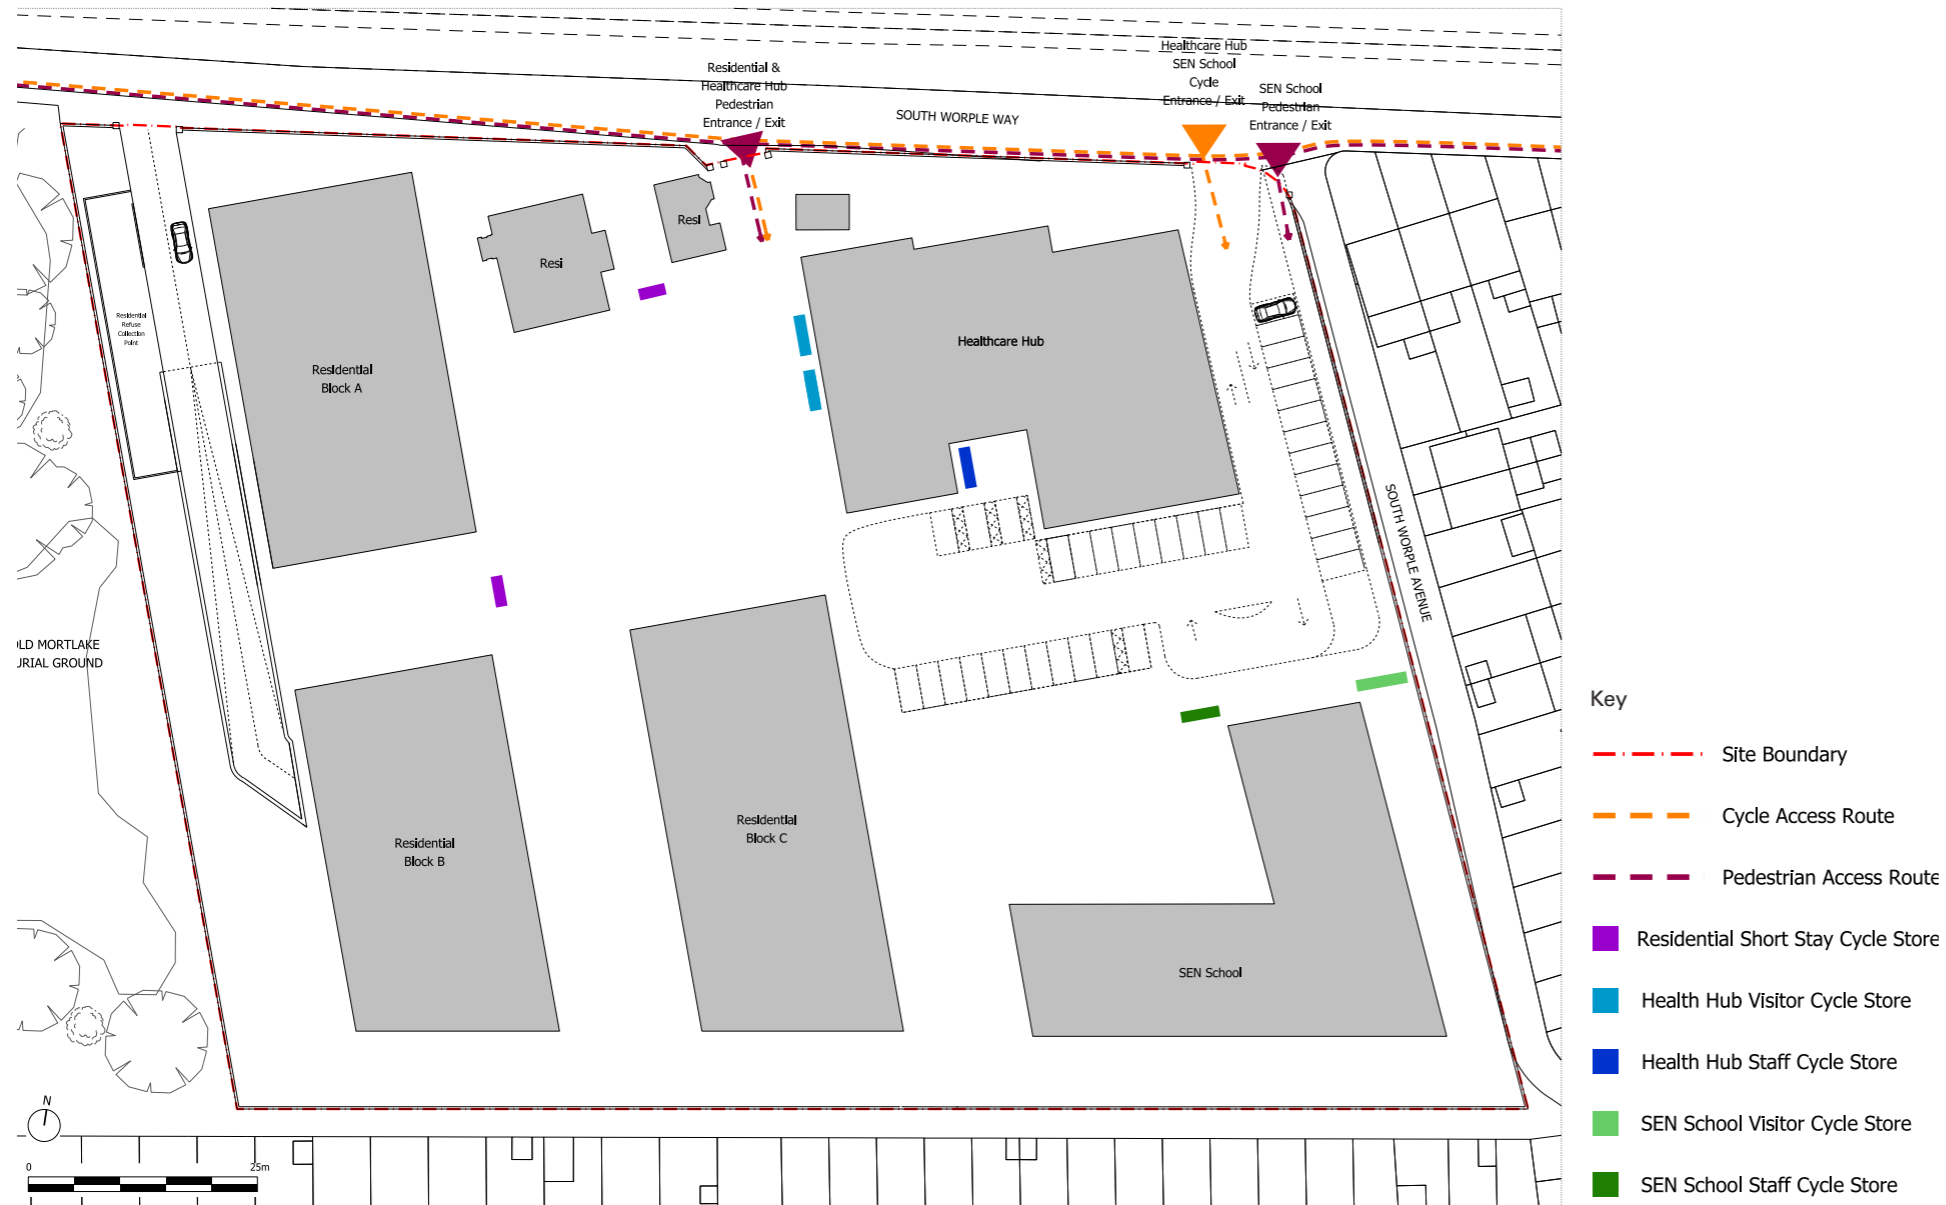 Residential &
Healthcare Hub
Pedestrian
Entrance / Exit
Healthcare Hub
SEN School
Cycle
Entrance / Exit
SEN School
Pedestrian
Entrance / Exit
SOUTH WORPLE WAY
Resi
Resi
Residential
Refuse
Collection
Point
Residential
Block A
Healthcare Hub
SOUTH WORPLE AVENUE
LD MORTLAKE
URIAL GROUND
Residential
Block B
Residential
Block C
SEN School
N
0
25m
Key
Site Boundary
Cycle Access Route
Pedestrian Access Route
Residential Short Stay Cycle Store
Health Hub Visitor Cycle Store
Health Hub Staff Cycle Store
SEN School Visitor Cycle Store
SEN School Staff Cycle Store